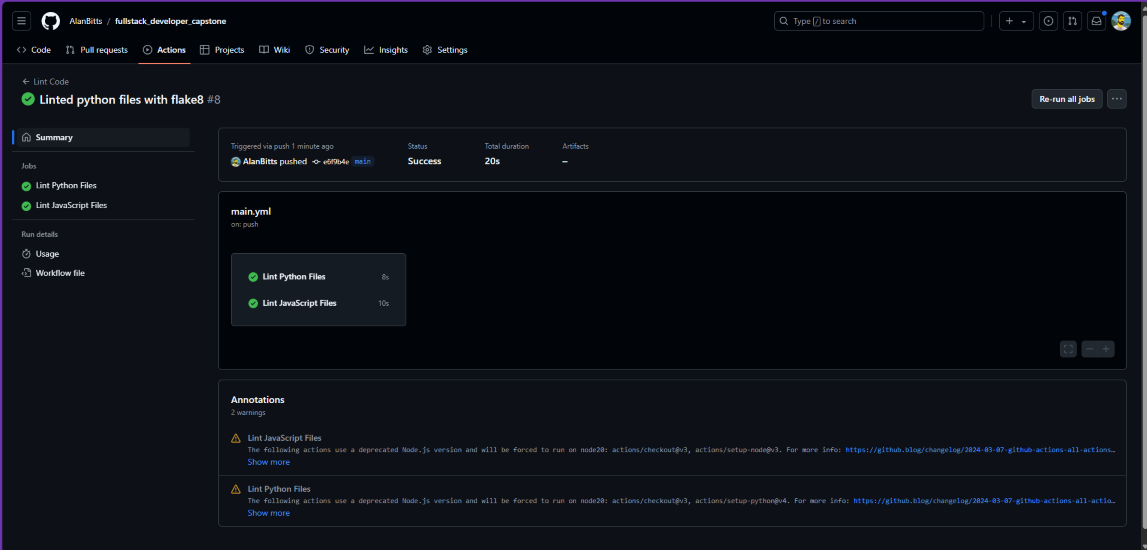 AlanBitts / fullstack_developer_capstone
Type / to search
Code Pull requests Actions Projects Wiki Security Insights Settings
← Lint Code
Linted python files with flake8 #8
Re-run all jobs
Summary
Jobs
Lint Python Files
Lint JavaScript Files
Run details
Usage
Workflow file
Triggered via push 1 minute ago
AlanBitts pushed e6f9b4e main
Status
Success
Total duration
20s
Artifacts
–
main.yml
on: push
Lint Python Files 8s
Lint JavaScript Files 10s
Annotations
2 warnings
Lint JavaScript Files
The following actions use a deprecated Node.js version and will be forced to run on node20: actions/checkout@v3, actions/setup-node@v3. For more info: https://github.blog/changelog/2024-03-07-github-actions-all-actions…
Show more
Lint Python Files
The following actions use a deprecated Node.js version and will be forced to run on node20: actions/checkout@v3, actions/setup-python@v4. For more info: https://github.blog/changelog/2024-03-07-github-actions-all-actio…
Show more